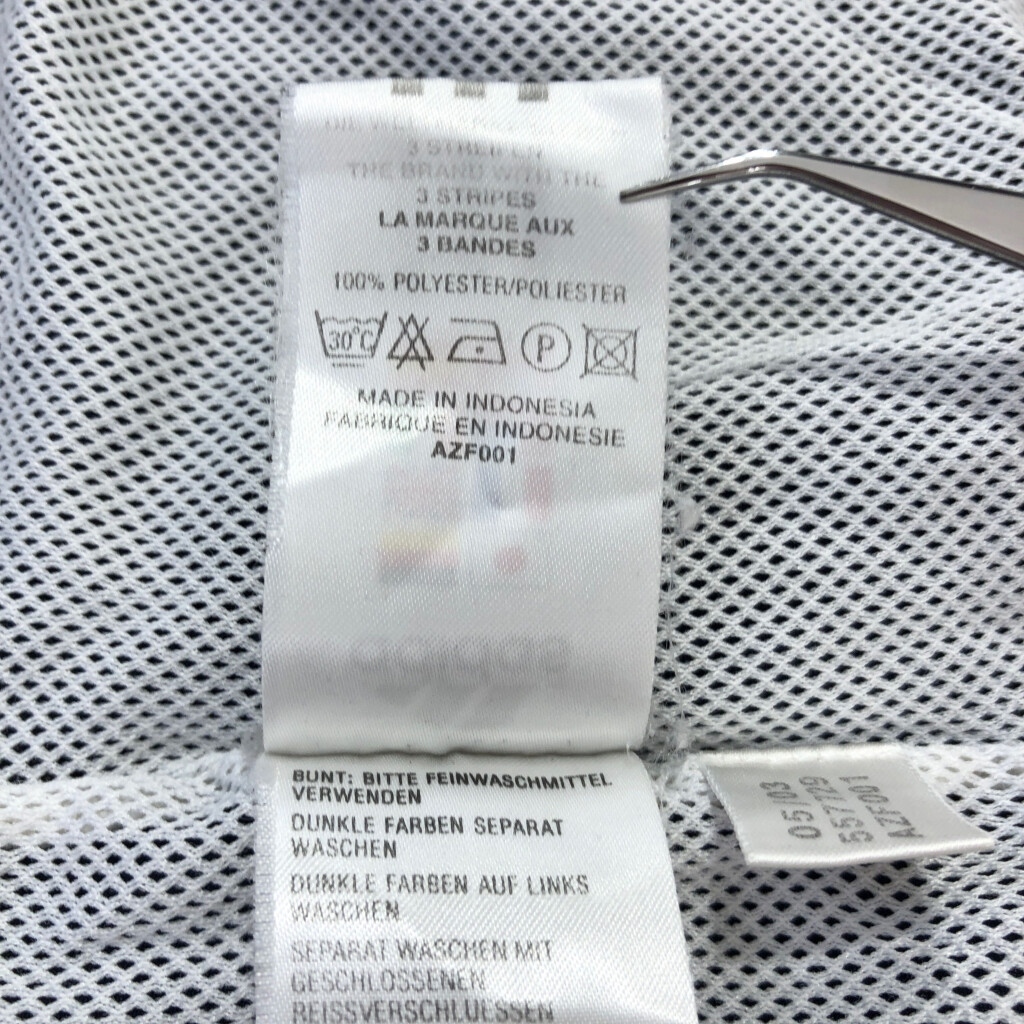 3 STREIFEN
THE BRAND WITH THE
3 STRIPES
LA MARQUE AUX
3 BANDES
100% POLYESTER/POLIESTER
30°C P
MADE IN INDONESIA
FABRIQUE EN INDONESIE
AZF001
BUNT: BITTE FEINWASCHMITTEL
VERWENDEN
DUNKLE FARBEN SEPARAT
WASCHEN
DUNKLE FARBEN AUF LINKS
WASCHEN
SEPARAT WASCHEN MIT
GESCHLOSSENEN
REISSVERSCHLUESSEN
05/03
557729
AZF001